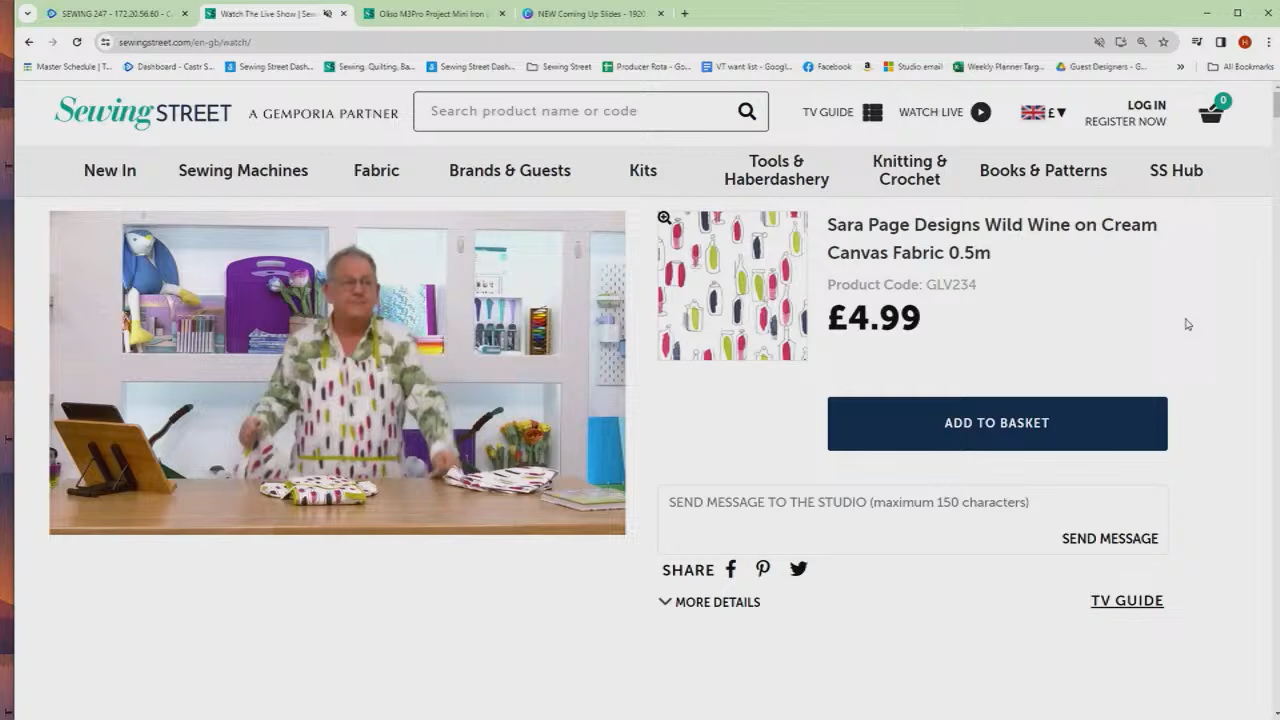 SEWING 247 - 172.20.56.60 - C
Watch The Live Show | Sew
Okso M3Pro Project Mini Iron |
NEW Coming Up Slides - 1920
sewingstreet.com/en-gb/watch/
Master Schedule | T...
Dashboard - Castr S...
Sewing Street Dash...
Sewing, Quilting, Ba...
Sewing Street Dash...
Sewing Street
Producer Rota - Go...
VT want list - Googl...
Facebook
Studio email
Weekly Planner Targ...
Guest Designers - G...
All Bookmarks
Sewing STREET
A GEMPORIA PARTNER
Search product name or code
TV GUIDE
WATCH LIVE
£
LOG IN
REGISTER NOW
0
New In
Sewing Machines
Fabric
Brands & Guests
Kits
Tools &
Haberdashery
Knitting &
Crochet
Books & Patterns
SS Hub
Sara Page Designs Wild Wine on Cream
Canvas Fabric 0.5m
Product Code: GLV234
£4.99
ADD TO BASKET
SEND MESSAGE TO THE STUDIO (maximum 150 characters)
SEND MESSAGE
SHARE
MORE DETAILS
TV GUIDE